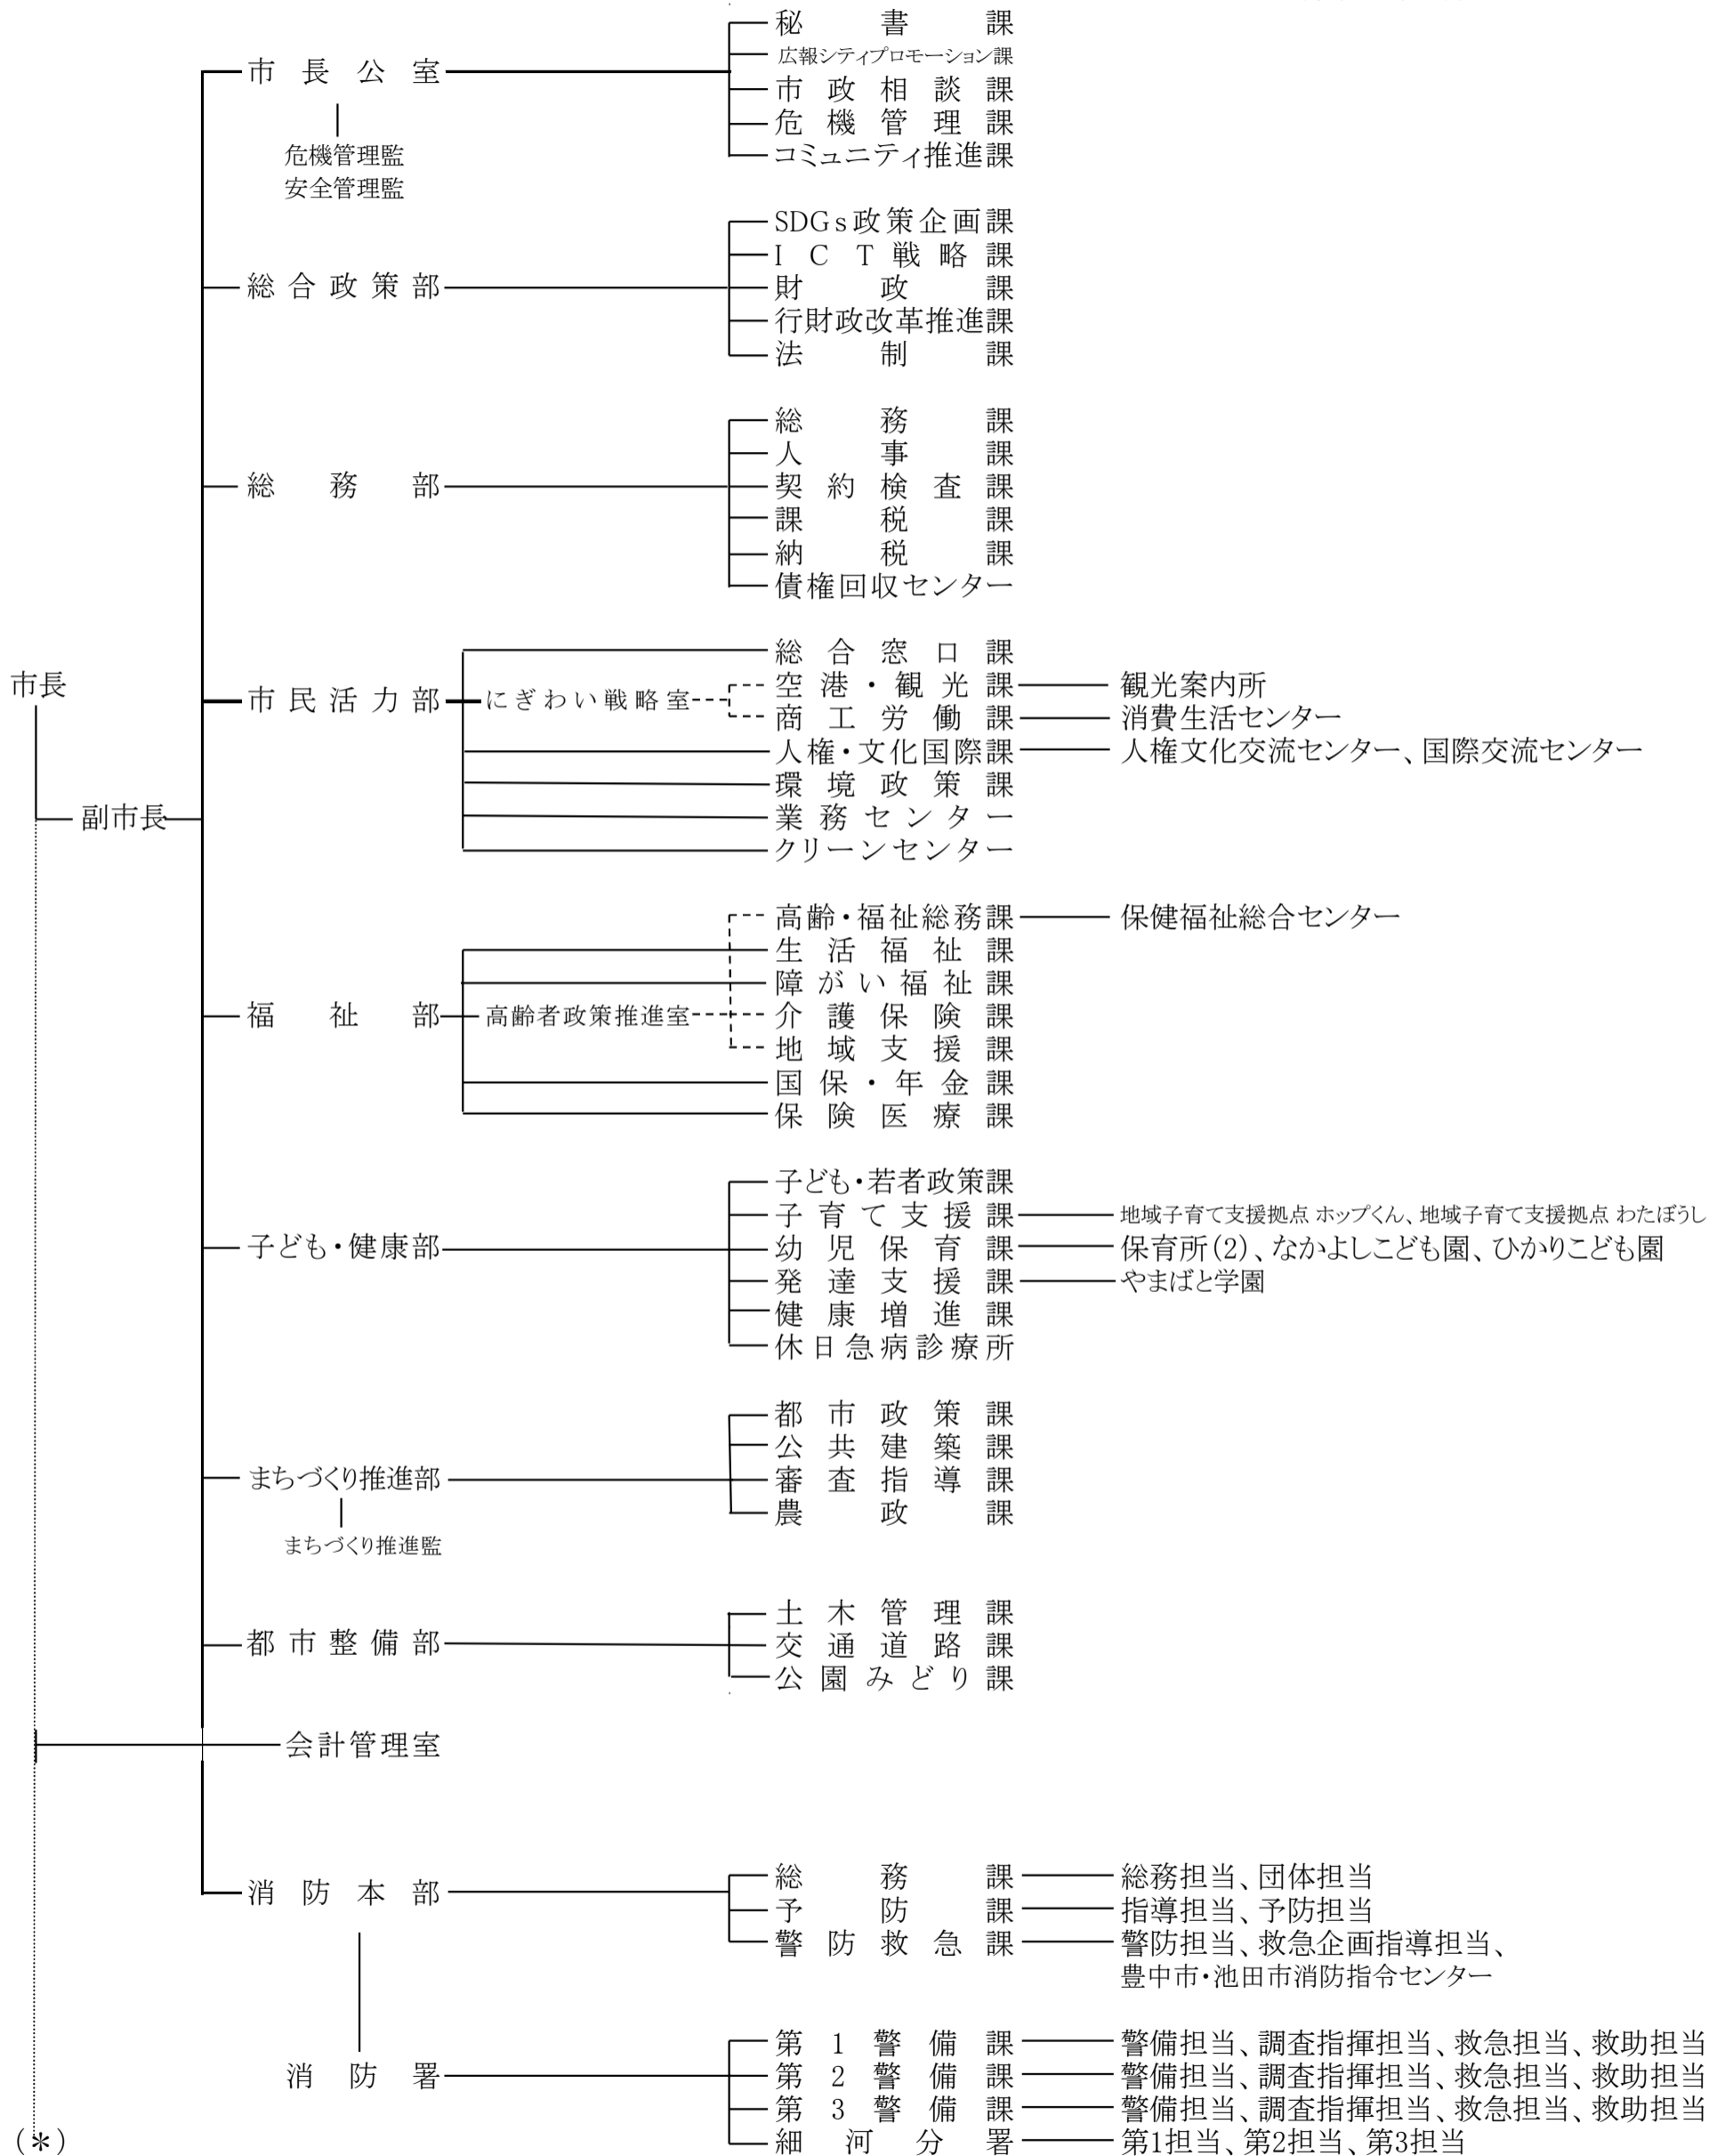 秘書課
広報シティプロモーション課
市長公室
市政相談課
危機管理課
危機管理監
コミュニティ推進課
安全管理監
SDGs政策企画課
ICT戦略課
総合政策部
財政課
行財政改革推進課
法制課
総務課
人事課
総務部
契約検査課
課税課
納税課
債権回収センター
総合窓口課
市長
空港・観光課 観光案内所
市民活力部 にぎわい戦略室
商工労働課 消費生活センター
人権・文化国際課 人権文化交流センター、国際交流センター
環境政策課
副市長
業務センター
クリーンセンター
高齢・福祉総務課 保健福祉総合センター
生活福祉課
障がい福祉課
福祉部 高齢者政策推進室 介護保険課
地域支援課
国保・年金課
保険医療課
子ども・若者政策課
子育て支援課 地域子育て支援拠点 ホップくん、地域子育て支援拠点 わたぼうし
子ども・健康部 幼児保育課 保育所(2)、なかよしこども園、ひかりこども園
発達支援課 やまばと学園
健康増進課
休日急病診療所
都市政策課
公共建築課
まちづくり推進部 審査指導課
農政課
まちづくり推進監
土木管理課
都市整備部 交通道路課
公園みどり課
会計管理室
総務課 総務担当、団体担当
消防本部
予防課 指導担当、予防担当
警防救急課 警防担当、救急企画指導担当、
豊中市・池田市消防指令センター
第1警備課 警備担当、調査指揮担当、救急担当、救助担当
消防署 第2警備課 警備担当、調査指揮担当、救急担当、救助担当
第3警備課 警備担当、調査指揮担当、救急担当、救助担当
(＊) 細河分署 第1担当、第2担当、第3担当